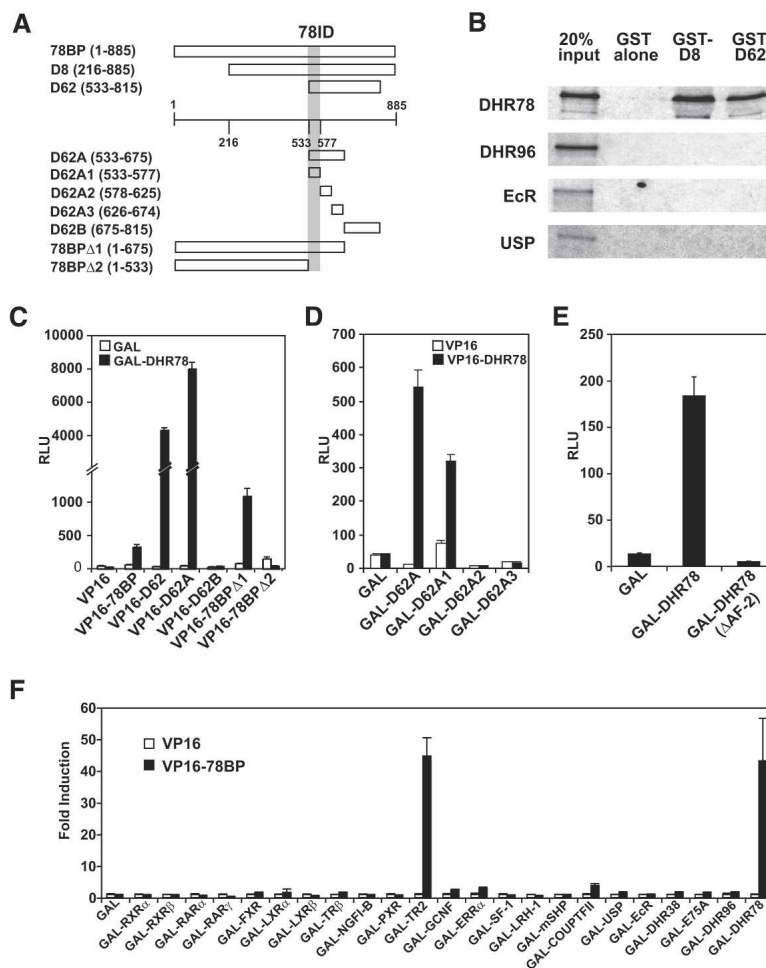 A
78ID
78BP (1-885)
D8 (216-885)
D62 (533-815)
1
885
216
533 577
D62A (533-675)
D62A1 (533-577)
D62A2 (578-625)
D62A3 (626-674)
D62B (675-815)
78BPΔ1 (1-675)
78BPΔ2 (1-533)
B
20% input
GST alone
GST-D8
GST D62
DHR78
DHR96
EcR
USP
C
GAL
GAL-DHR78
RLU
10000
8000
6000
4000
1000
500
0
VP16
VP16-78BP
VP16-D62
VP16-D62A
VP16-D62B
VP16-78BPΔ1
VP16-78BPΔ2
D
VP16
VP16-DHR78
RLU
700
600
500
400
300
200
100
0
GAL
GAL-D62A
GAL-D62A1
GAL-D62A2
GAL-D62A3
E
RLU
250
200
150
100
50
0
GAL
GAL-DHR78
GAL-DHR78
(ΔAF-2)
F
VP16
VP16-78BP
Fold Induction
60
50
40
30
20
10
0
GAL
GAL-RXRα
GAL-RXRβ
GAL-RARα
GAL-RARγ
GAL-FXR
GAL-LXRα
GAL-LXRβ
GAL-TRβ
GAL-NGFI-B
GAL-PXR
GAL-TR2
GAL-GCNF
GAL-ERRα
GAL-SF-1
GAL-LRH-1
GAL-mSHP
GAL-COUPTFII
GAL-USP
GAL-EcR
GAL-DHR38
GAL-E75A
GAL-DHR96
GAL-DHR78